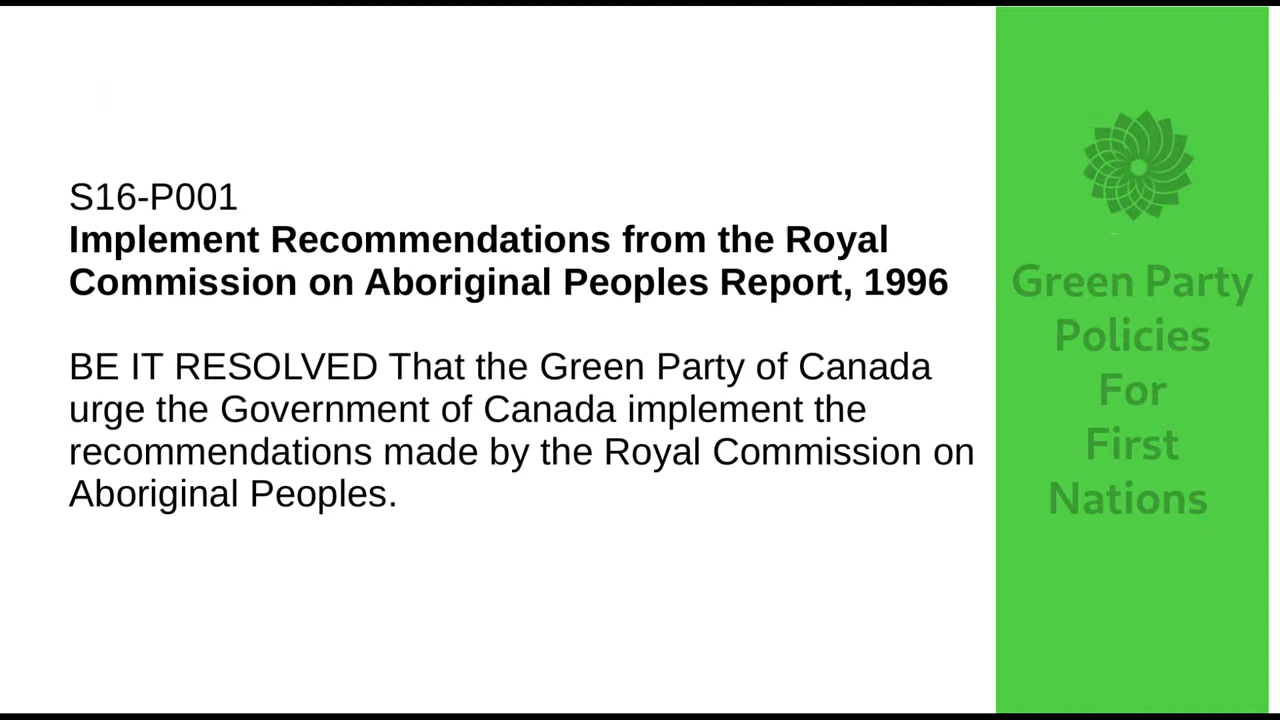 S16-P001
Implement Recommendations from the Royal
Commission on Aboriginal Peoples Report, 1996
BE IT RESOLVED That the Green Party of Canada
urge the Government of Canada implement the
recommendations made by the Royal Commission on
Aboriginal Peoples.
Green Party
Policies
For
First
Nations